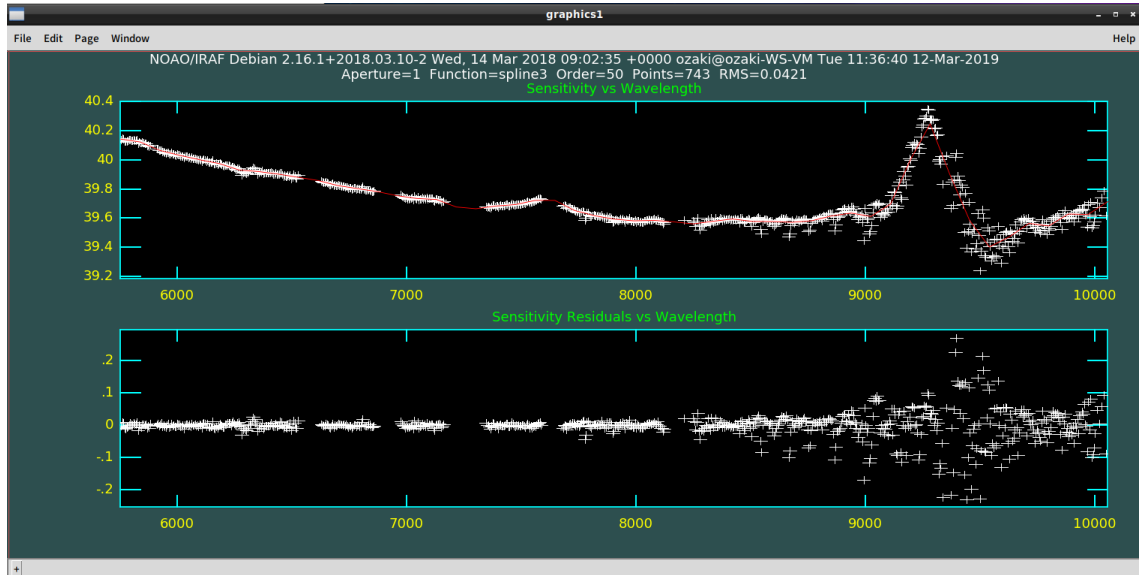 graphics1
File Edit Page Window Help
NOAO/IRAF Debian 2.16.1+2018.03.10-2 Wed, 14 Mar 2018 09:02:35 +0000 ozaki@ozaki-WS-VM Tue 11:36:40 12-Mar-2019
Aperture=1 Function=spline3 Order=50 Points=743 RMS=0.0421
Sensitivity vs Wavelength
40.4
40.2
40
39.8
39.6
39.4
39.2
6000 7000 8000 9000 10000
Sensitivity Residuals vs Wavelength
.2
.1
0
-.1
-.2
6000 7000 8000 9000 10000
+